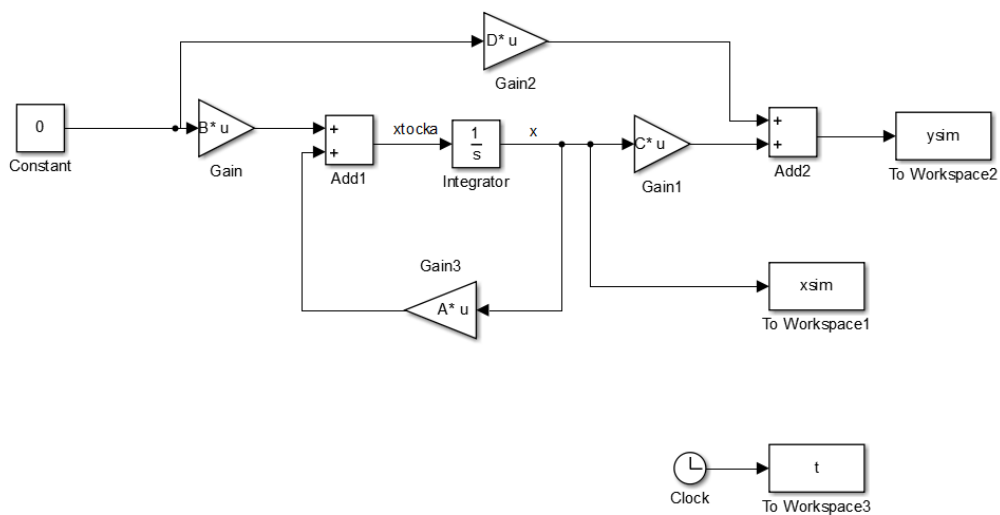 D* u
Gain2
0
Constant
B* u
Gain
+
+
Add1
xtocka
1
s
Integrator
x
C* u
Gain1
+
+
Add2
ysim
To Workspace2
Gain3
A* u
xsim
To Workspace1
Clock
t
To Workspace3